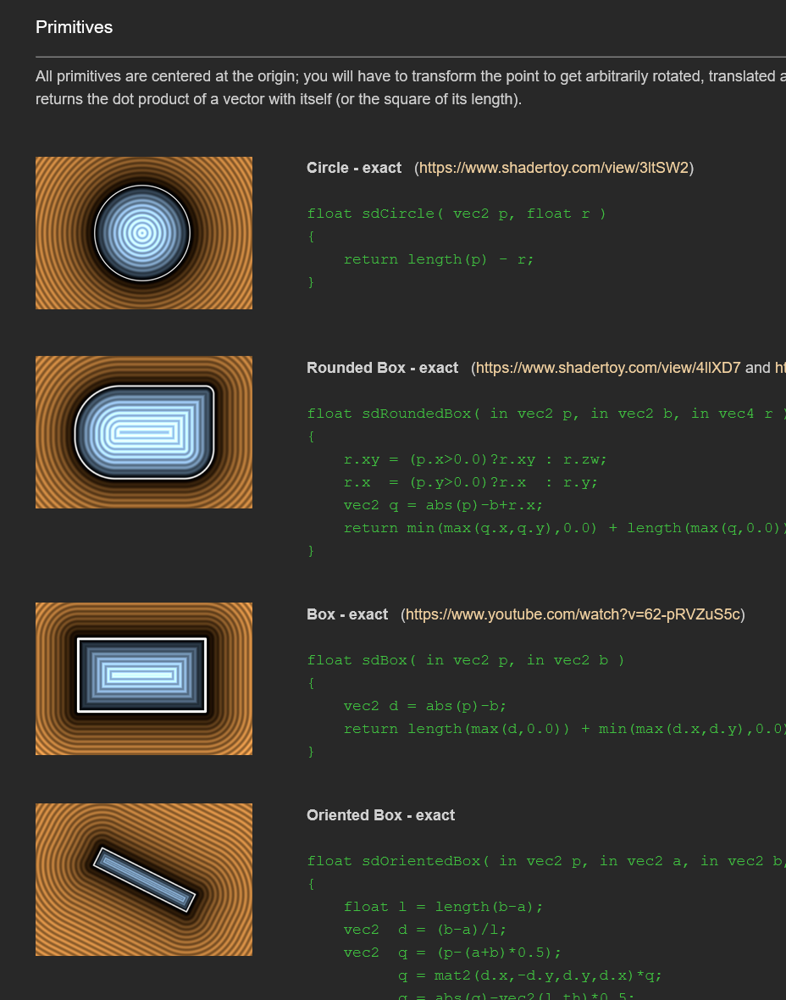 Primitives
All primitives are centered at the origin; you will have to transform the point to get arbitrarily rotated, translated a
returns the dot product of a vector with itself (or the square of its length).
Circle - exact (https://www.shadertoy.com/view/3ltSW2)
float sdCircle( vec2 p, float r )
{
    return length(p) - r;
}
Rounded Box - exact (https://www.shadertoy.com/view/4llXD7 and ht
float sdRoundedBox( in vec2 p, in vec2 b, in vec4 r )
{
    r.xy = (p.x>0.0)?r.xy : r.zw;
    r.x  = (p.y>0.0)?r.x  : r.y;
    vec2 q = abs(p)-b+r.x;
    return min(max(q.x,q.y),0.0) + length(max(q,0.0))
}
Box - exact (https://www.youtube.com/watch?v=62-pRVZuS5c)
float sdBox( in vec2 p, in vec2 b )
{
    vec2 d = abs(p)-b;
    return length(max(d,0.0)) + min(max(d.x,d.y),0.0)
}
Oriented Box - exact
float sdOrientedBox( in vec2 p, in vec2 a, in vec2 b,
{
    float l = length(b-a);
    vec2  d = (b-a)/l;
    vec2  q = (p-(a+b)*0.5);
          q = mat2(d.x,-d.y,d.y,d.x)*q;
          q = abs(q)-vec2(l,th)*0.5;